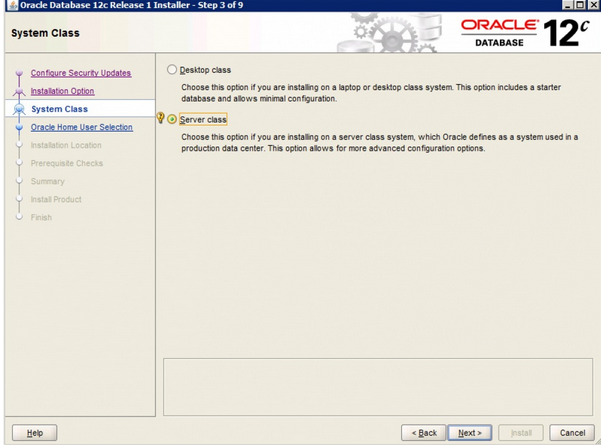 Oracle Database 12c Release 1 Installer - Step 3 of 9
System Class
ORACLE
DATABASE
12c
Configure Security Updates
Installation Option
System Class
Oracle Home User Selection
Installation Location
Prerequisite Checks
Summary
Install Product
Finish
Desktop class
Choose this option if you are installing on a laptop or desktop class system. This option includes a starter
database and allows minimal configuration.
Server class
Choose this option if you are installing on a server class system, which Oracle defines as a system used in a
production data center. This option allows for more advanced configuration options.
Help
< Back
Next >
Install
Cancel